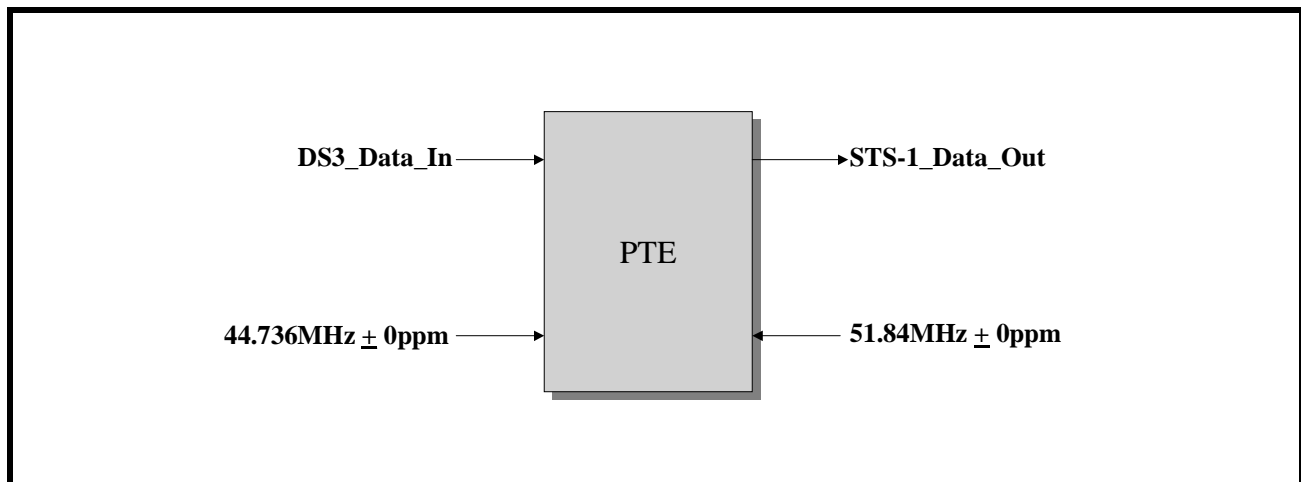 DS3_Data_In
STS-1_Data_Out
PTE
44.736MHz ± 0ppm
51.84MHz ± 0ppm